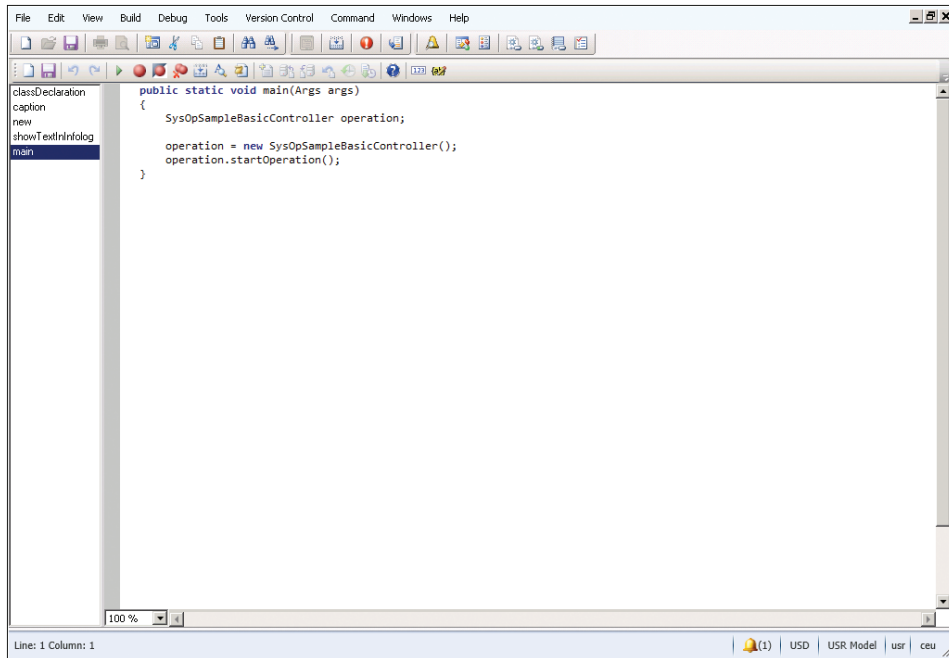 File Edit View Build Debug Tools Version Control Command Windows Help
classDeclaration
caption
new
showTextInInfolog
main
public static void main(Args args)
{
SysOpSampleBasicController operation;
operation = new SysOpSampleBasicController();
operation.startOperation();
}
100 %
Line: 1 Column: 1 (1) USD USR Model usr ceu